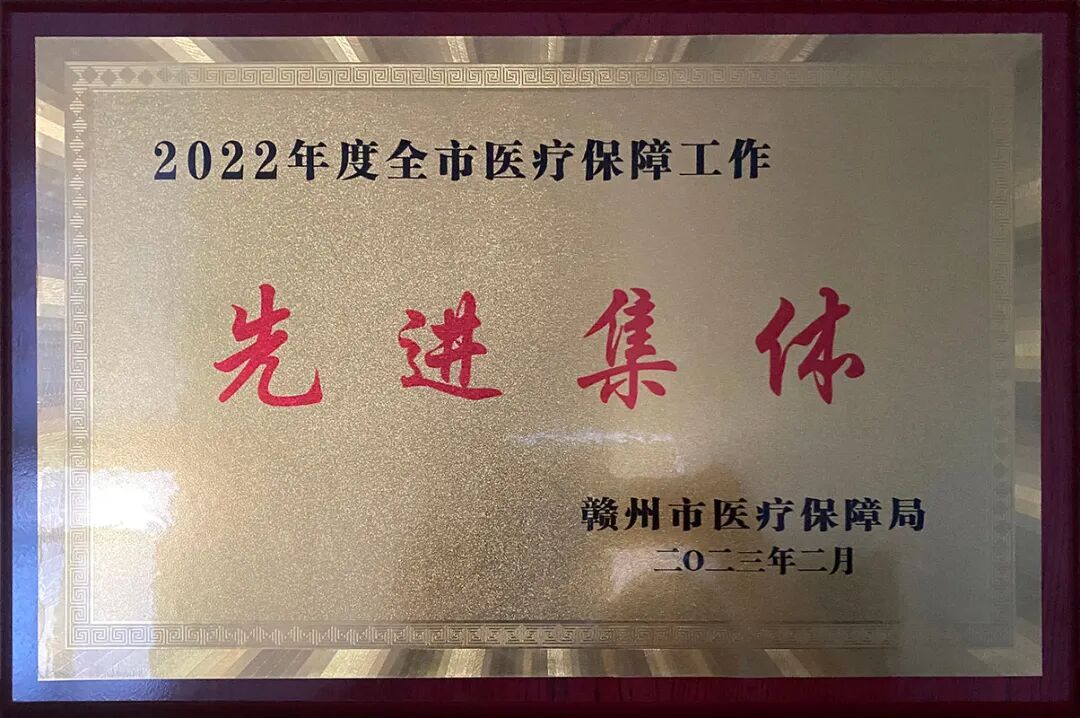 2022年度全市医疗保障工作
先进集体
赣州市医疗保障局
二〇二三年二月